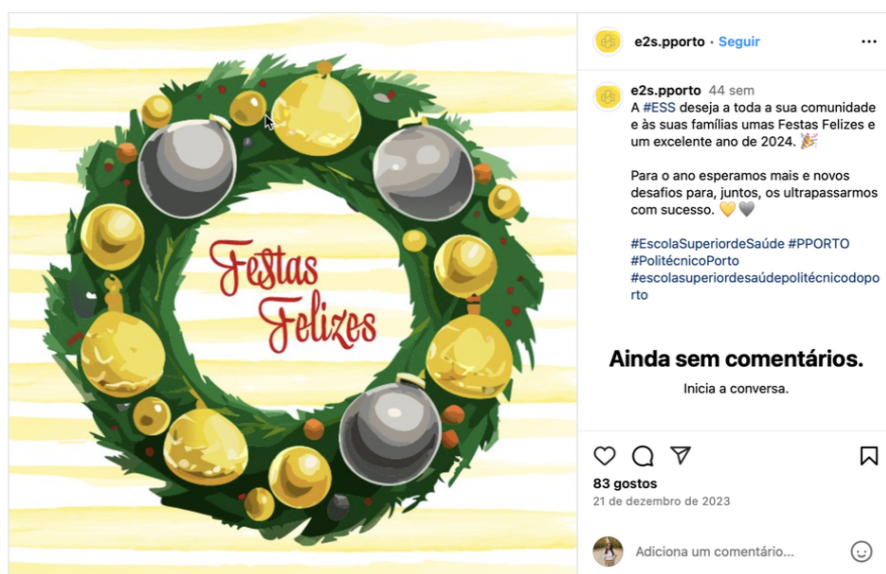 Festas
Felizes
e2s.pporto · Seguir
e2s.pporto 44 sem
A #ESS deseja a toda a sua comunidade
e às suas famílias umas Festas Felizes e
um excelente ano de 2024. 🎉
Para o ano esperamos mais e novos
desafios para, juntos, os ultrapassarmos
com sucesso. 💛🩶
#EscolaSuperiordeSaúde #PPORTO
#PolitécnicoPorto
#escolasuperiordesaúdepolitécnicodopo
rto
Ainda sem comentários.
Inicia a conversa.
83 gostos
21 de dezembro de 2023
Adiciona um comentário...